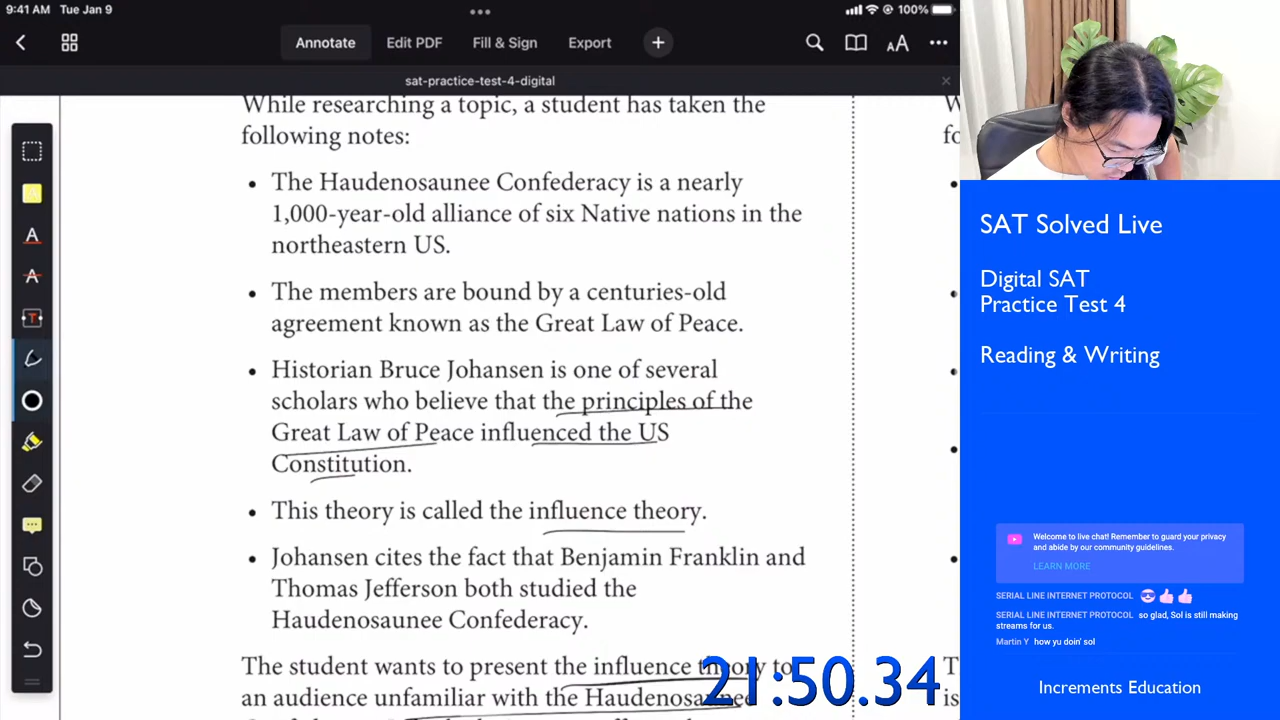 9:41 AM Tue Jan 9
100%
Annotate
Edit PDF
Fill & Sign
Export
AA
sat-practice-test-4-digital
While researching a topic, a student has taken the
following notes:
• The Haudenosaunee Confederacy is a nearly
1,000-year-old alliance of six Native nations in the
northeastern US.
• The members are bound by a centuries-old
agreement known as the Great Law of Peace.
• Historian Bruce Johansen is one of several
scholars who believe that the principles of the
Great Law of Peace influenced the US
Constitution.
• This theory is called the influence theory.
• Johansen cites the fact that Benjamin Franklin and
Thomas Jefferson both studied the
Haudenosaunee Confederacy.
The student wants to present the influence theory to
an audience unfamiliar with the Haudenosaunee
21:50.34
SAT Solved Live
Digital SAT
Practice Test 4
Reading & Writing
Welcome to live chat! Remember to guard your privacy
and abide by our community guidelines.
LEARN MORE
SERIAL LINE INTERNET PROTOCOL
SERIAL LINE INTERNET PROTOCOL so glad, Sol is still making
streams for us.
Martin Y how yu doin' sol
Increments Education